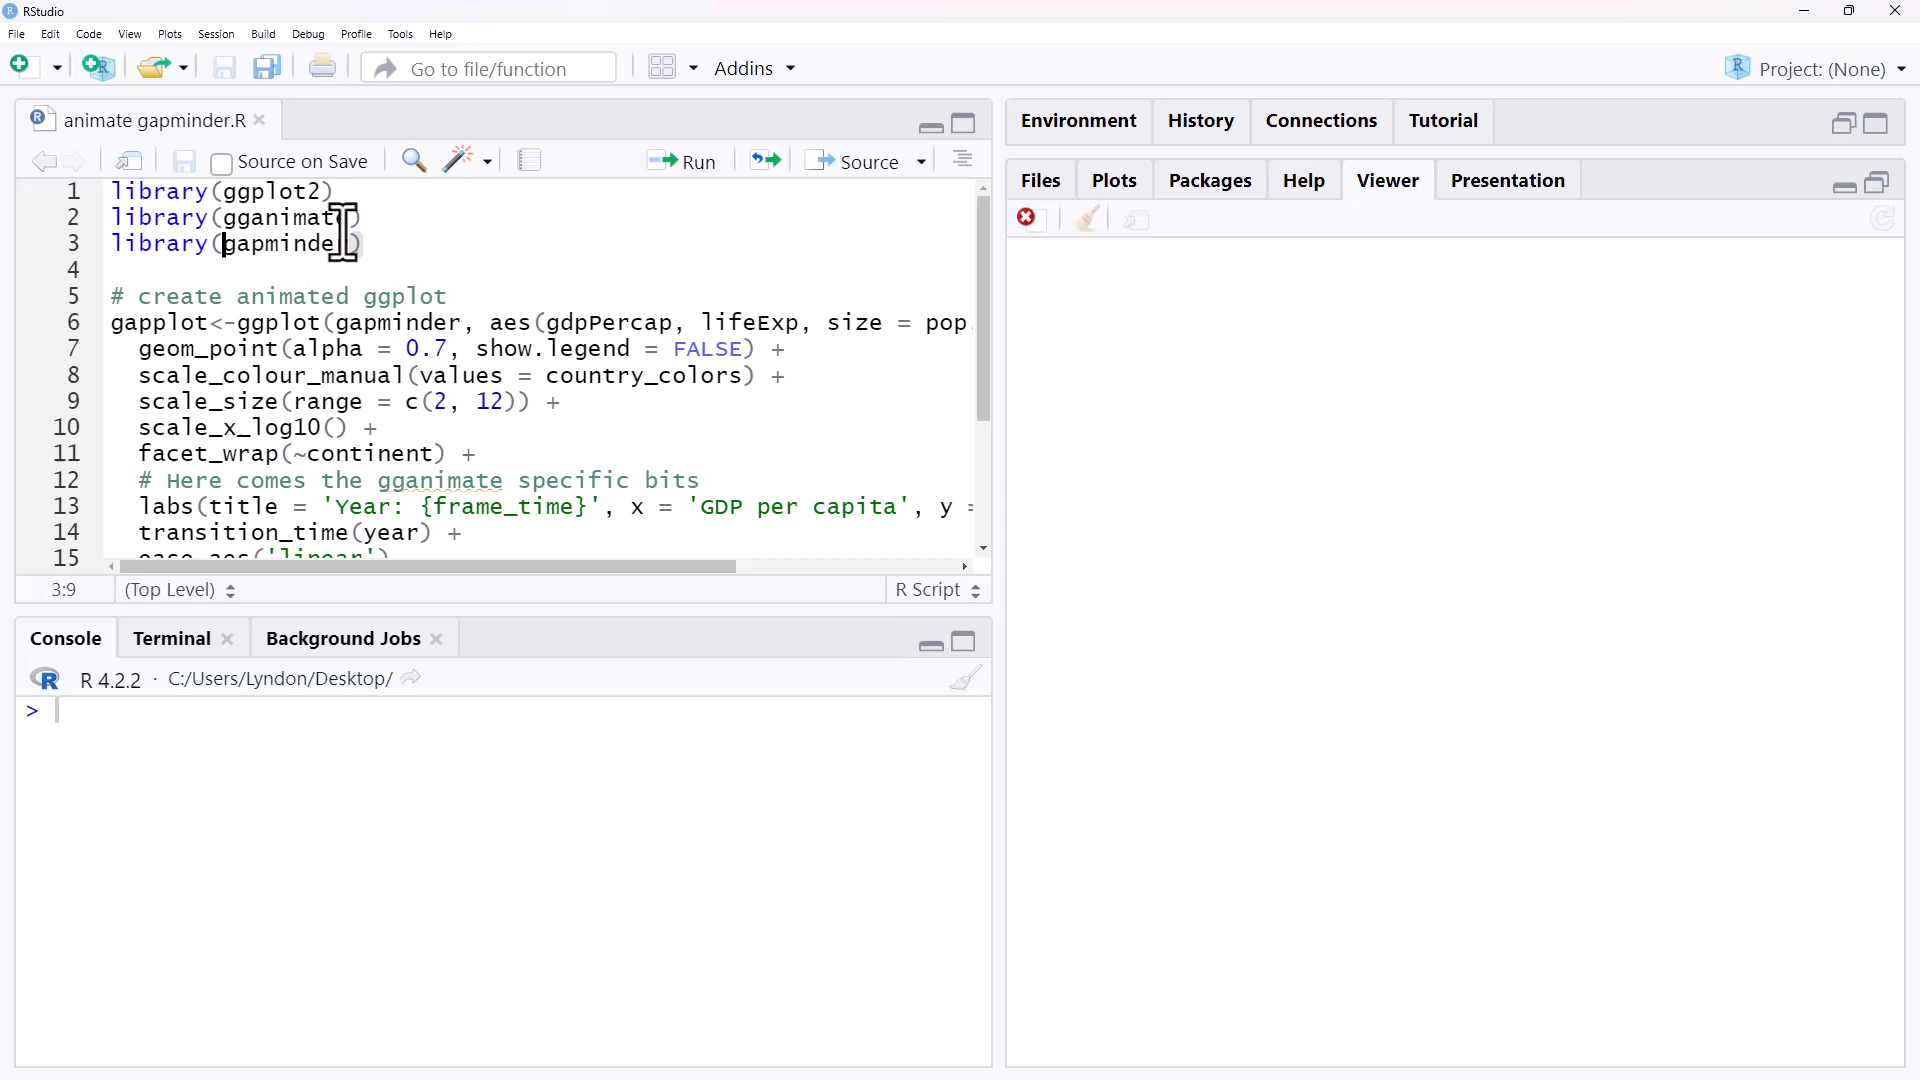 RStudio
File Edit Code View Plots Session Build Debug Profile Tools Help
Go to file/function Addins Project: (None)
animate gapminder.R
Source on Save Run Source
1 library(ggplot2)
2 library(gganimate)
3 library(gapminder)
4
5 # create animated ggplot
6 gapplot<-ggplot(gapminder, aes(gdpPercap, lifeExp, size = pop,
7 geom_point(alpha = 0.7, show.legend = FALSE) +
8 scale_colour_manual(values = country_colors) +
9 scale_size(range = c(2, 12)) +
10 scale_x_log10() +
11 facet_wrap(~continent) +
12 # Here comes the gganimate specific bits
13 labs(title = 'Year: {frame_time}', x = 'GDP per capita', y =
14 transition_time(year) +
15 ease_aes('linear')
3:9 (Top Level) R Script
Console Terminal Background Jobs
R 4.2.2 · C:/Users/Lyndon/Desktop/
>
Environment History Connections Tutorial
Files Plots Packages Help Viewer Presentation